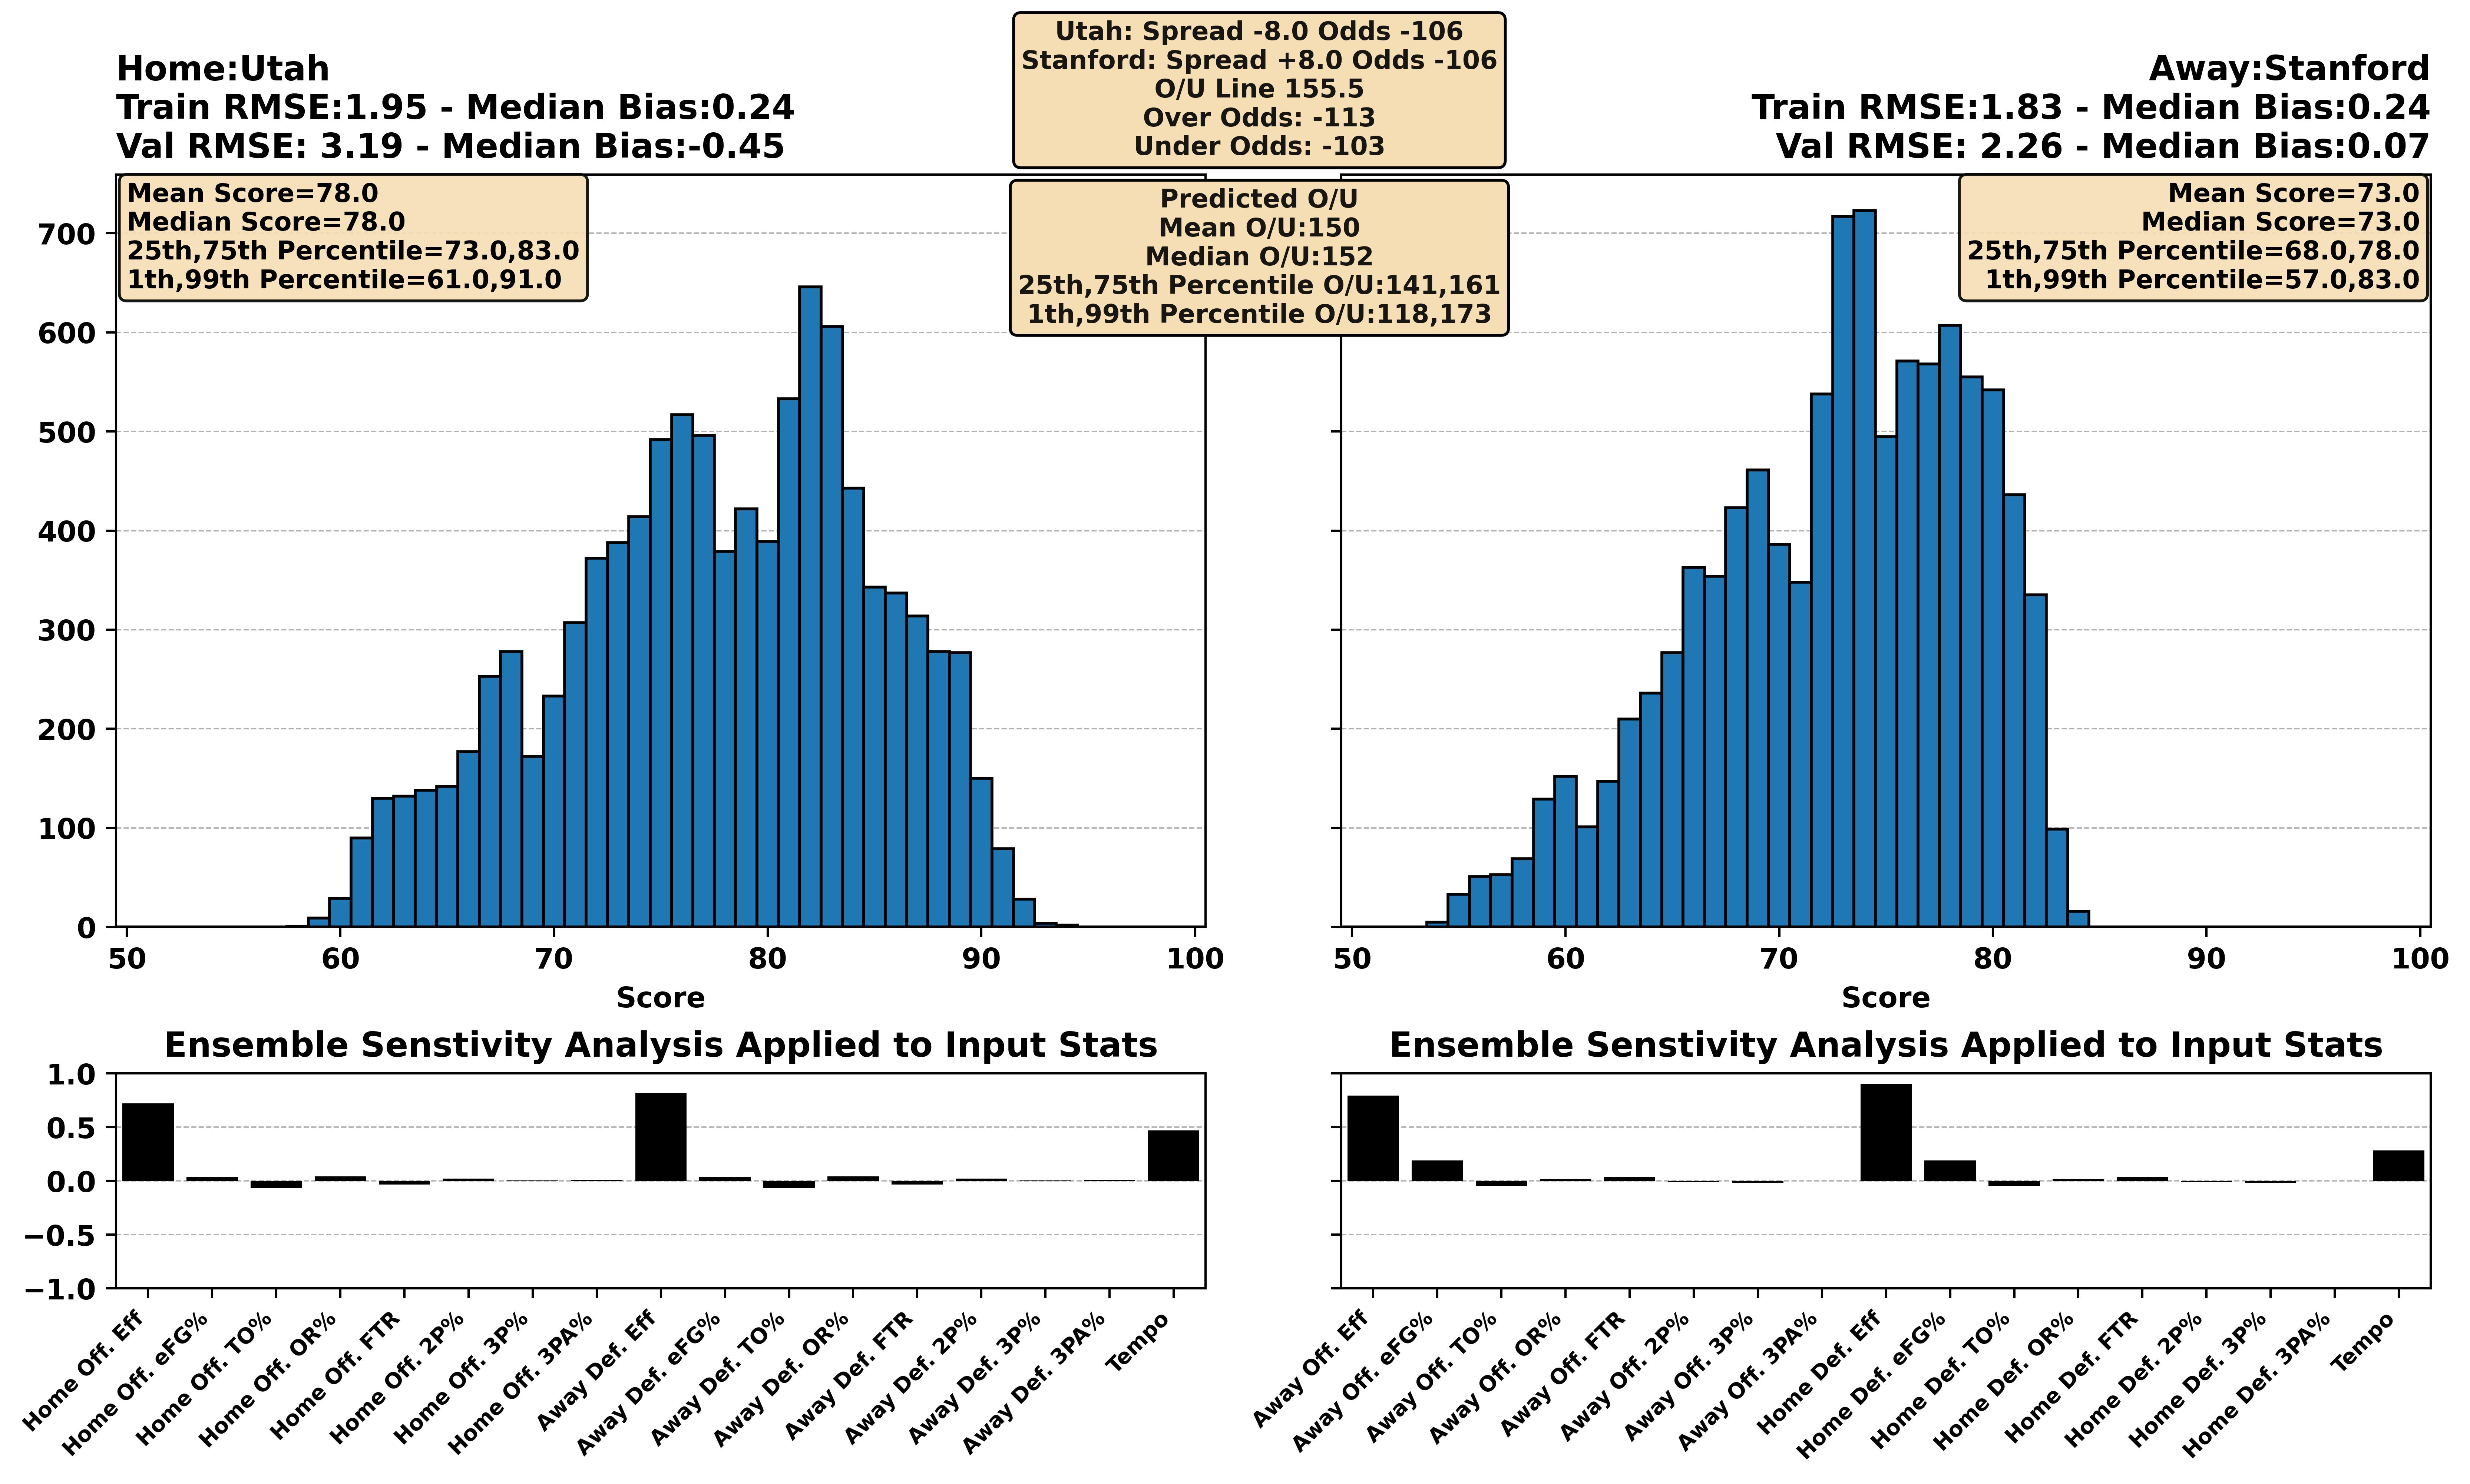 Utah: Spread -8.0 Odds -106
Stanford: Spread +8.0 Odds -106
O/U Line 155.5
Over Odds: -113
Under Odds: -103
Home:Utah
Train RMSE:1.95 - Median Bias:0.24
Val RMSE: 3.19 - Median Bias:-0.45
Away:Stanford
Train RMSE:1.83 - Median Bias:0.24
Val RMSE: 2.26 - Median Bias:0.07
Mean Score=78.0
Median Score=78.0
25th,75th Percentile=73.0,83.0
1th,99th Percentile=61.0,91.0
Predicted O/U
Mean O/U:150
Median O/U:152
25th,75th Percentile O/U:141,161
1th,99th Percentile O/U:118,173
Mean Score=73.0
Median Score=73.0
25th,75th Percentile=68.0,78.0
1th,99th Percentile=57.0,83.0
700
600
500
400
300
200
100
0
50 60 70 80 90 100
Score
50 60 70 80 90 100
Score
Ensemble Senstivity Analysis Applied to Input Stats
Ensemble Senstivity Analysis Applied to Input Stats
1.0
0.5
0.0
−0.5
−1.0
Home Off. Eff
Home Off. eFG%
Home Off. TO%
Home Off. OR%
Home Off. FTR
Home Off. 2P%
Home Off. 3P%
Home Off. 3PA%
Away Def. Eff
Away Def. eFG%
Away Def. TO%
Away Def. OR%
Away Def. FTR
Away Def. 2P%
Away Def. 3P%
Away Def. 3PA%
Tempo
Away Off. Eff
Away Off. eFG%
Away Off. TO%
Away Off. OR%
Away Off. FTR
Away Off. 2P%
Away Off. 3P%
Away Off. 3PA%
Home Def. Eff
Home Def. eFG%
Home Def. TO%
Home Def. OR%
Home Def. FTR
Home Def. 2P%
Home Def. 3P%
Home Def. 3PA%
Tempo